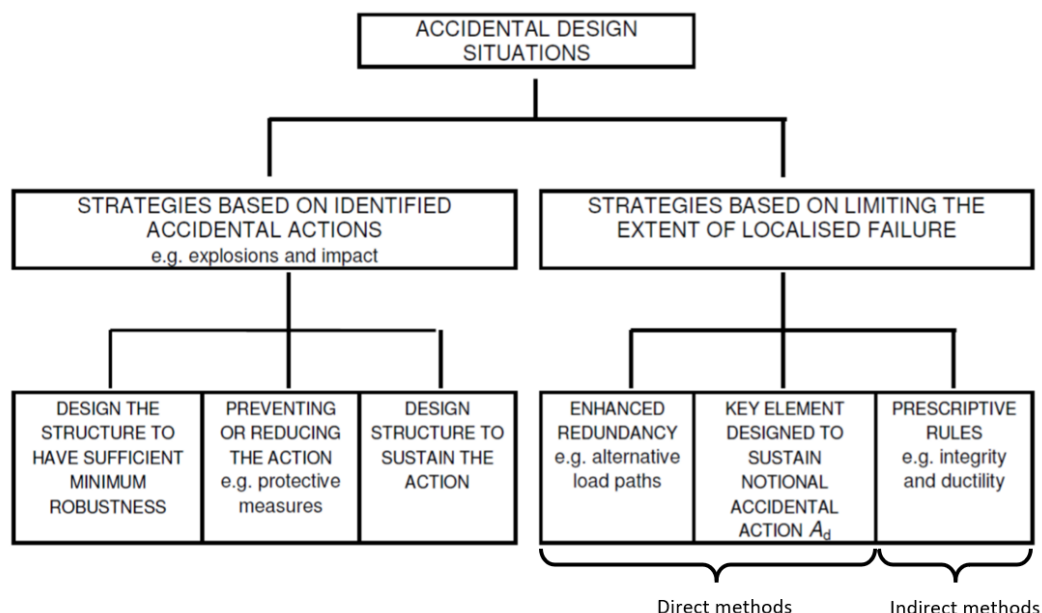 ACCIDENTAL DESIGN
SITUATIONS
STRATEGIES BASED ON IDENTIFIED
ACCIDENTAL ACTIONS
e.g. explosions and impact
STRATEGIES BASED ON LIMITING THE
EXTENT OF LOCALISED FAILURE
DESIGN THE
STRUCTURE TO
HAVE SUFFICIENT
MINIMUM
ROBUSTNESS
PREVENTING
OR REDUCING
THE ACTION
e.g. protective
measures
DESIGN
STRUCTURE TO
SUSTAIN THE
ACTION
ENHANCED
REDUNDANCY
e.g. alternative
load paths
KEY ELEMENT
DESIGNED TO
SUSTAIN
NOTIONAL
ACCIDENTAL
ACTION Ad
PRESCRIPTIVE
RULES
e.g. integrity
and ductility
Direct methods
Indirect methods